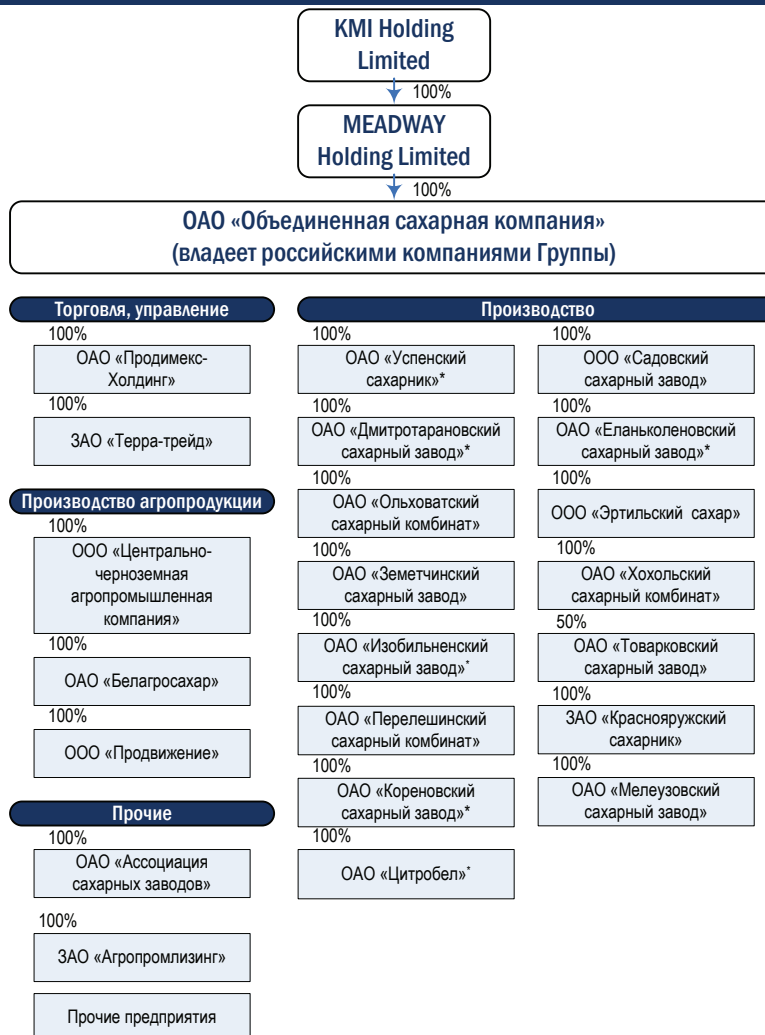 KMI Holding
Limited
100%
MEADWAY
Holding Limited
100%
ОАО «Объединенная сахарная компания»
(владеет российскими компаниями Группы)
Торговля, управление
100%
ОАО «Продимекс-
Холдинг»
100%
ЗАО «Терра-трейд»
Производство агропродукции
100%
ООО «Центрально-
черноземная
агропромышленная
компания»
100%
ОАО «Белагросахар»
100%
ООО «Продвижение»
Прочие
100%
ОАО «Ассоциация
сахарных заводов»
100%
ЗАО «Агропромлизинг»
Прочие предприятия
Производство
100%
ОАО «Успенский
сахарник»*
100%
ОАО «Дмитротарановский
сахарный завод»*
100%
ОАО «Ольховатский
сахарный комбинат»
100%
ОАО «Земетчинский
сахарный завод»
100%
ОАО «Изобильненский
сахарный завод»*
100%
ОАО «Перелешинский
сахарный комбинат»
100%
ОАО «Кореновский
сахарный завод»*
100%
ОАО «Цитробел»*
100%
ООО «Садовский
сахарный завод»
100%
ОАО «Еланьколеновский
сахарный завод»*
100%
ООО «Эртильский сахар»
100%
ОАО «Хохольский
сахарный комбинат»
50%
ОАО «Товарковский
сахарный завод»
100%
ЗАО «Краснояружский
сахарник»
100%
ОАО «Мелеузовский
сахарный завод»